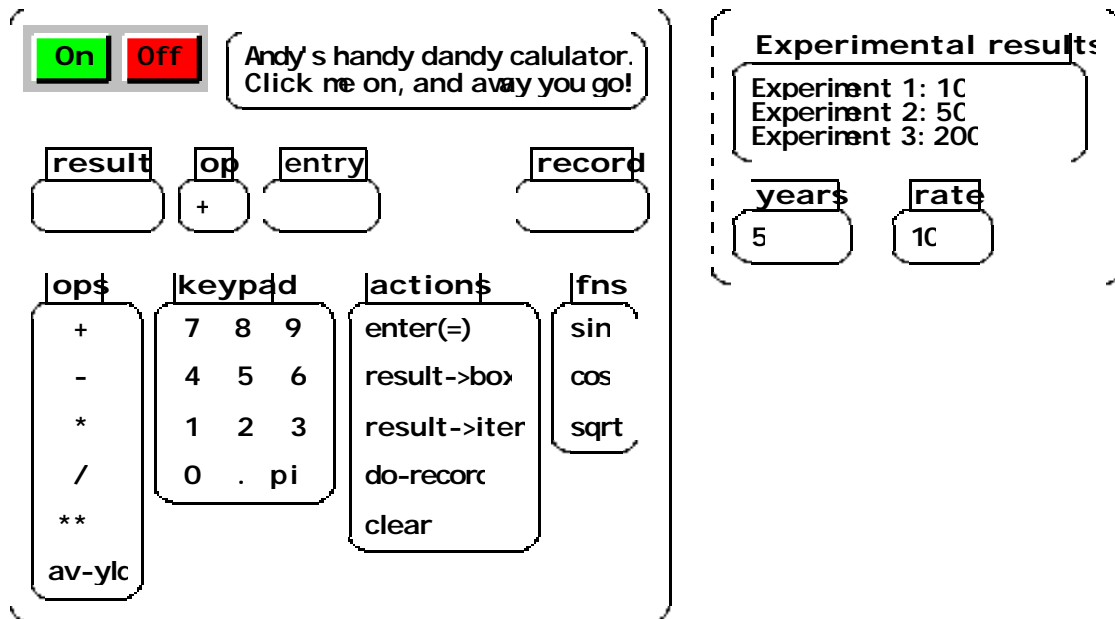 On Off
Andy's handy dandy calulator.
Click me on, and away you go!
result op entry record
+
ops keypad actions fns
+ 7 8 9 enter(=) sin
- 4 5 6 result->box cos
* 1 2 3 result->iter sqrt
/ 0 . pi do-record
** clear
av-ylc
Experimental results
Experiment 1: 10
Experiment 2: 50
Experiment 3: 200
years rate
5 10